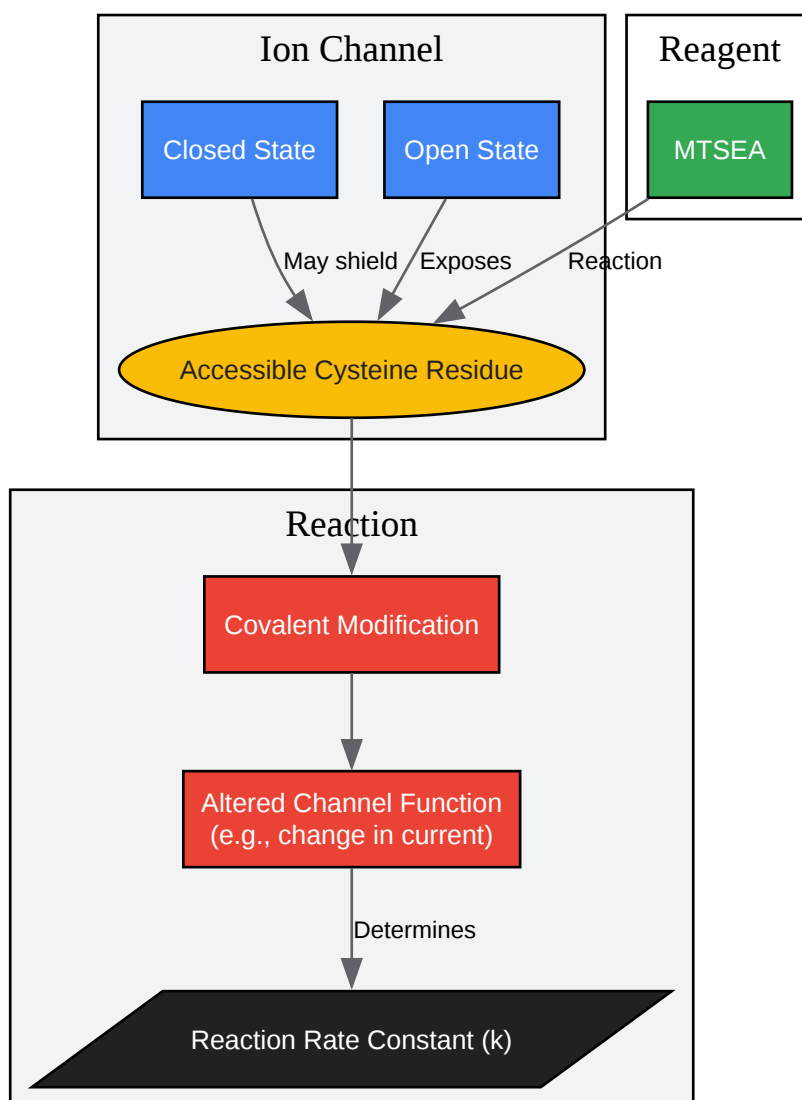 Ion Channel
Reagent
Closed State
Open State
MTSEA
May shield
Exposes
Reaction
Accessible Cysteine Residue
Reaction
Covalent Modification
Altered Channel Function
(e.g., change in current)
Determines
Reaction Rate Constant (k)